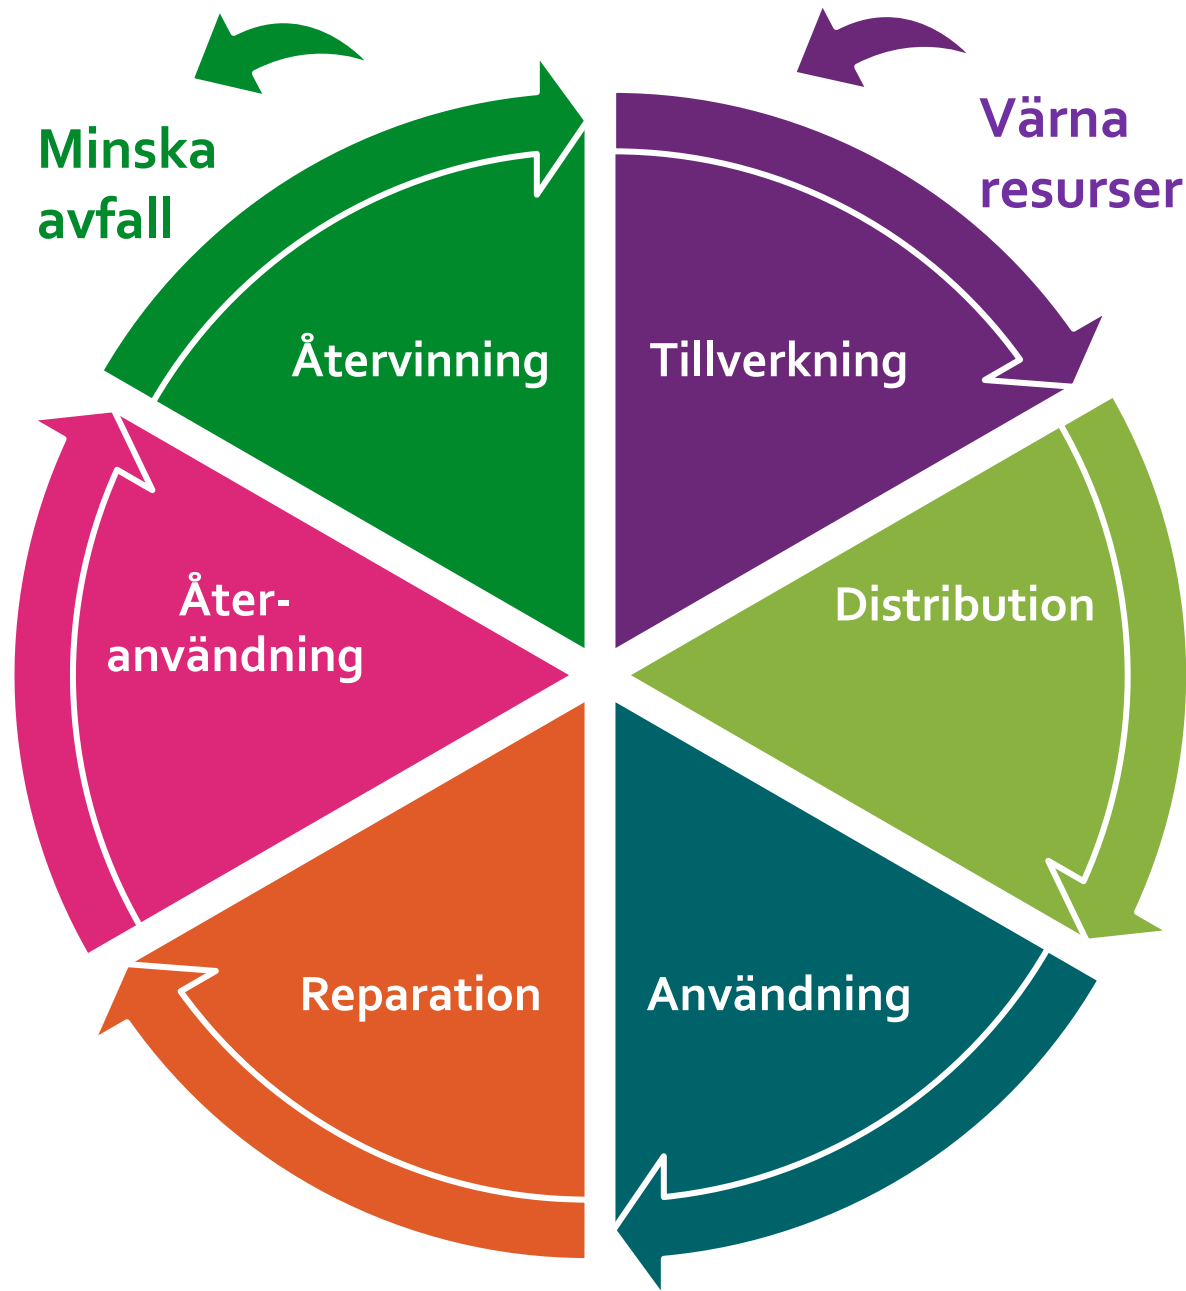 Minska
avfall
Värna
resurser
Återvinning
Tillverkning
Åter-
användning
Distribution
Reparation
Användning